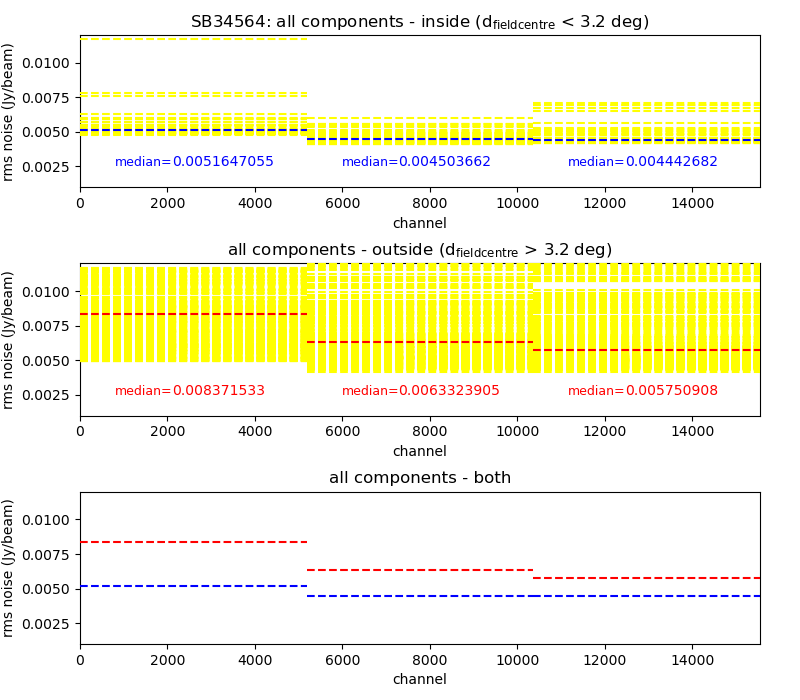 SB34564: all components - inside (d_fieldcentre < 3.2 deg)
rms noise (Jy/beam)
0.0100
0.0075
0.0050
0.0025
median=0.0051647055
median=0.004503662
median=0.004442682
0 2000 4000 6000 8000 10000 12000 14000
channel
all components - outside (d_fieldcentre > 3.2 deg)
rms noise (Jy/beam)
0.0100
0.0075
0.0050
0.0025
median=0.008371533
median=0.0063323905
median=0.005750908
0 2000 4000 6000 8000 10000 12000 14000
channel
all components - both
rms noise (Jy/beam)
0.0100
0.0075
0.0050
0.0025
0 2000 4000 6000 8000 10000 12000 14000
channel